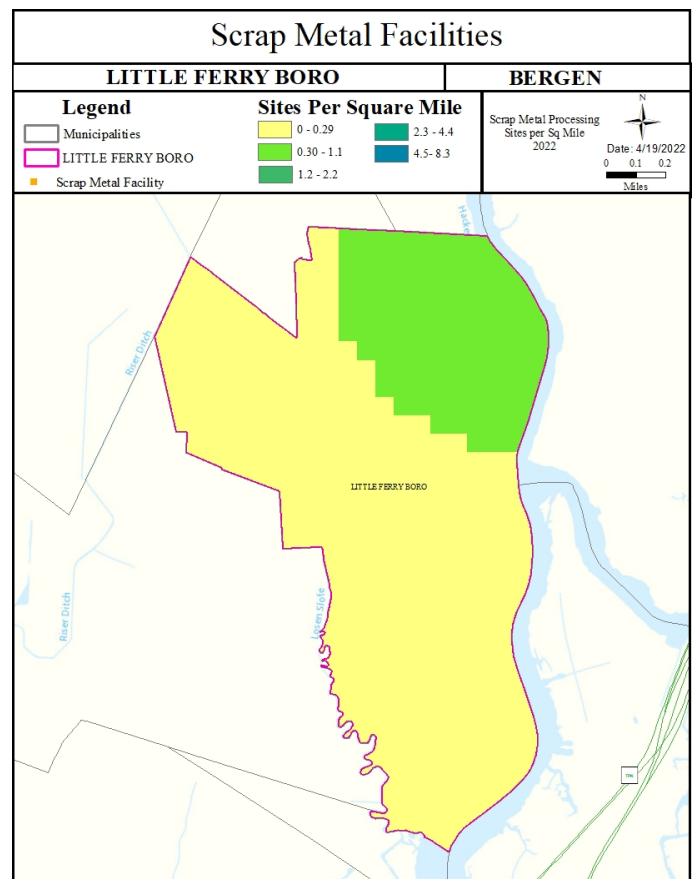 Scrap Metal Facilities
LITTLE FERRY BORO
BERGEN
Legend
Municipalities
LITTLE FERRY BORO
Scrap Metal Facility
Sites Per Square Mile
0 - 0.29
0.30 - 1.1
1.2 - 2.2
2.3 - 4.4
4.5- 8.3
Scrap Metal Processing
Sites per Sq Mile
2022
N
Date: 4/19/2022
0 0.1 0.2
Miles
Hacke
Riser Ditch
LITTLE FERRY BORO
Riser Ditch
Losen Slote